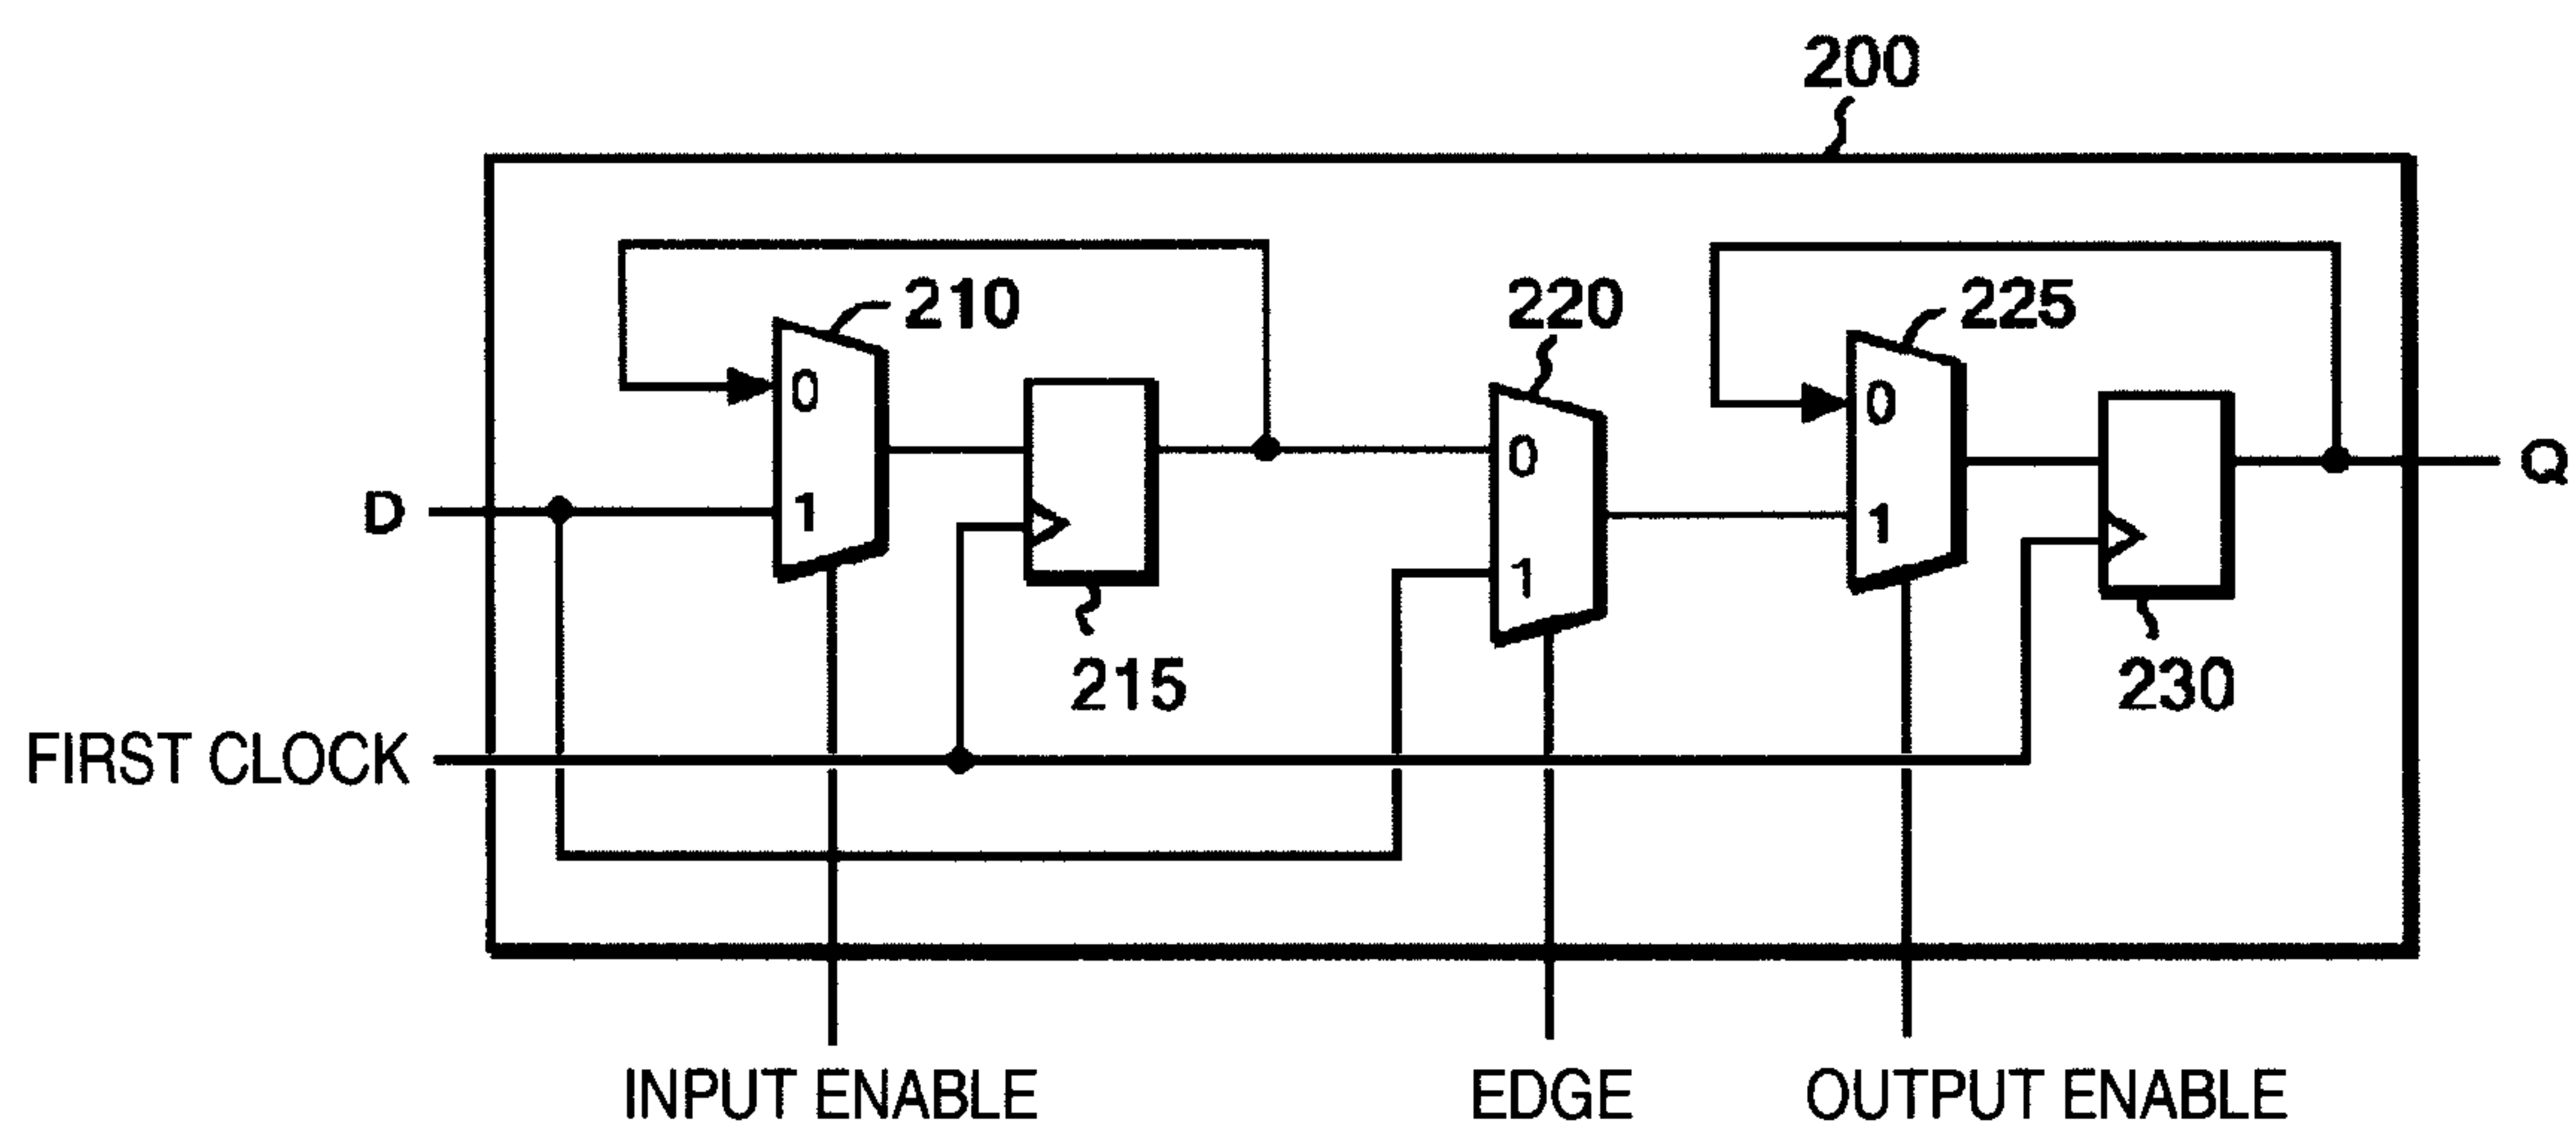 200
210
220
225
0
0
0
D
1
1
1
Q
215
230
FIRST CLOCK
INPUT ENABLE
EDGE
OUTPUT ENABLE